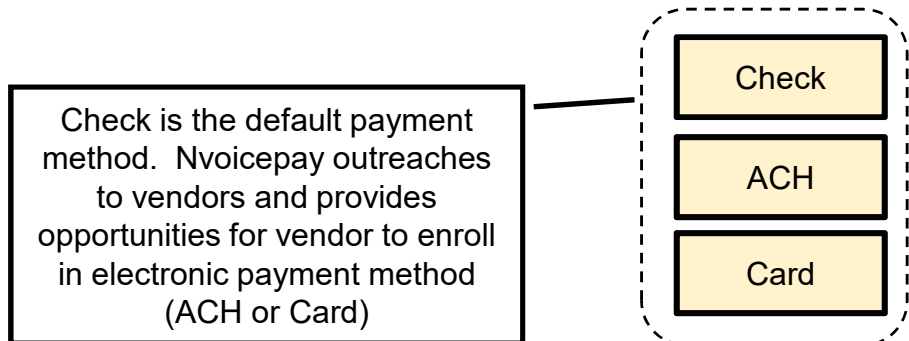 Check is the default payment
method.  Nvoicepay outreaches
to vendors and provides
opportunities for vendor to enroll
in electronic payment method
(ACH or Card)
Check
ACH
Card